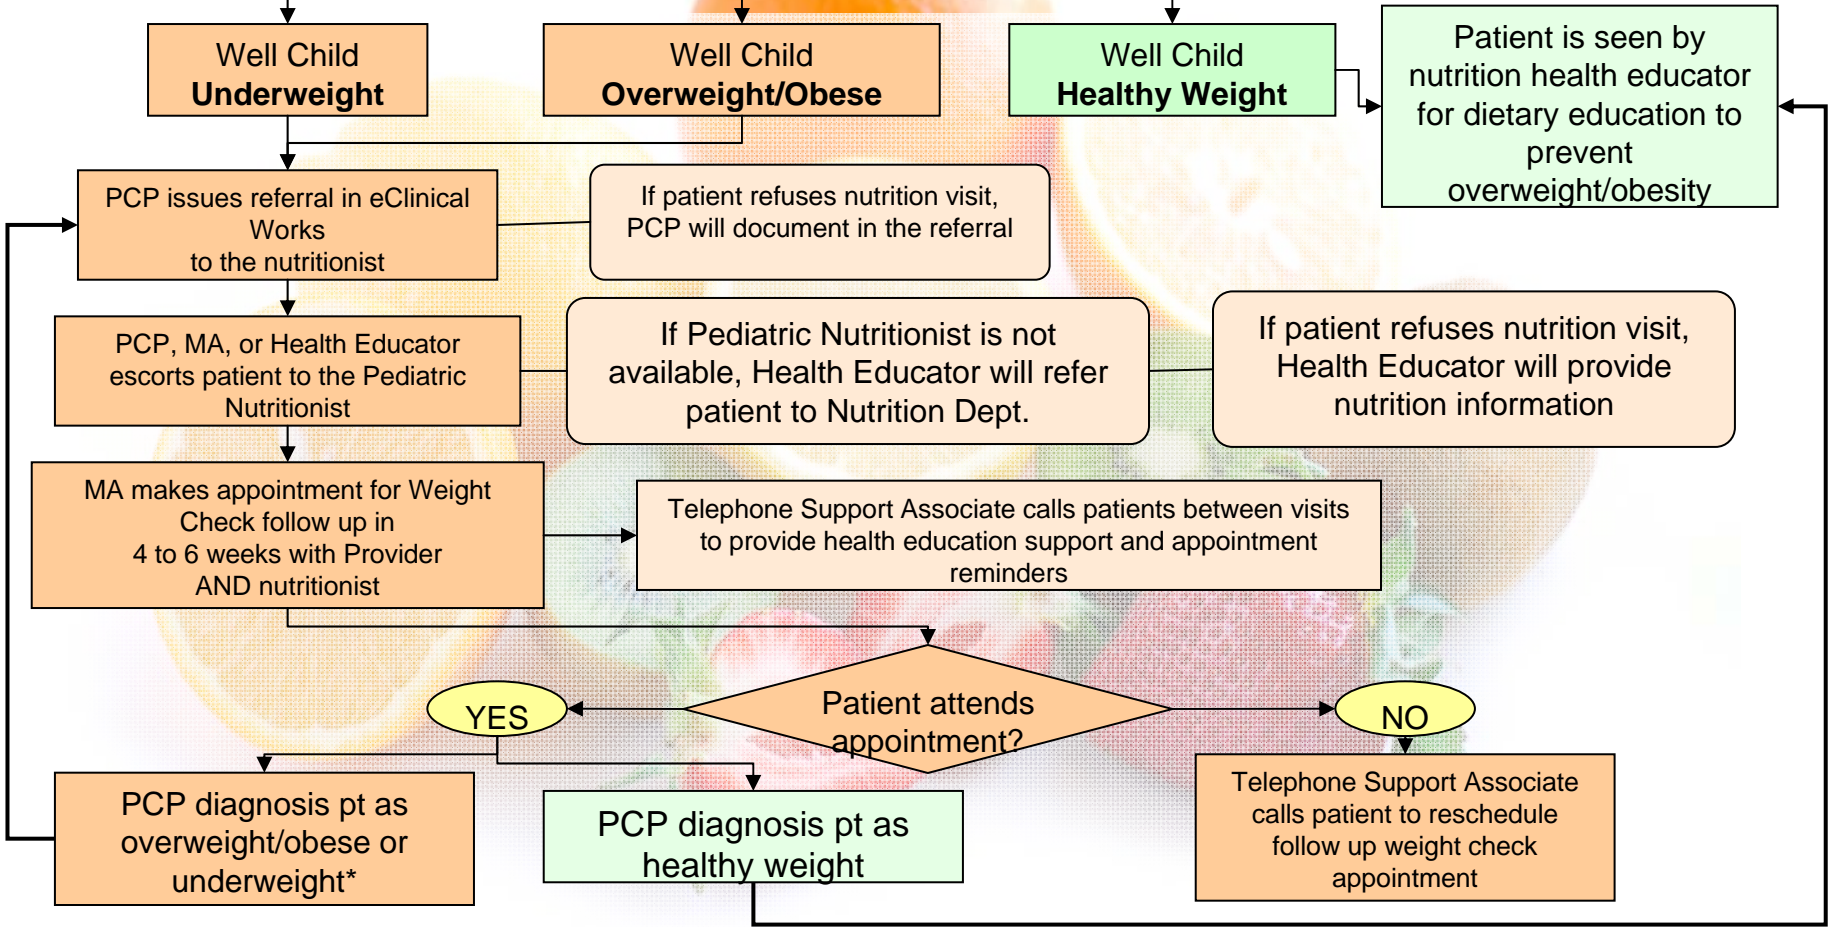 Well Child
Underweight
Well Child
Overweight/Obese
Well Child
Healthy Weight
Patient is seen by
nutrition health educator
for dietary education to
prevent
overweight/obesity
PCP issues referral in eClinical
Works
to the nutritionist
If patient refuses nutrition visit,
PCP will document in the referral
PCP, MA, or Health Educator
escorts patient to the Pediatric
Nutritionist
If Pediatric Nutritionist is not
available, Health Educator will refer
patient to Nutrition Dept.
If patient refuses nutrition visit,
Health Educator will provide
nutrition information
MA makes appointment for Weight
Check follow up in
4 to 6 weeks with Provider
AND nutritionist
Telephone Support Associate calls patients between visits
to provide health education support and appointment
reminders
Patient attends
appointment?
YES
NO
PCP diagnosis pt as
overweight/obese or
underweight*
PCP diagnosis pt as
healthy weight
Telephone Support Associate
calls patient to reschedule
follow up weight check
appointment